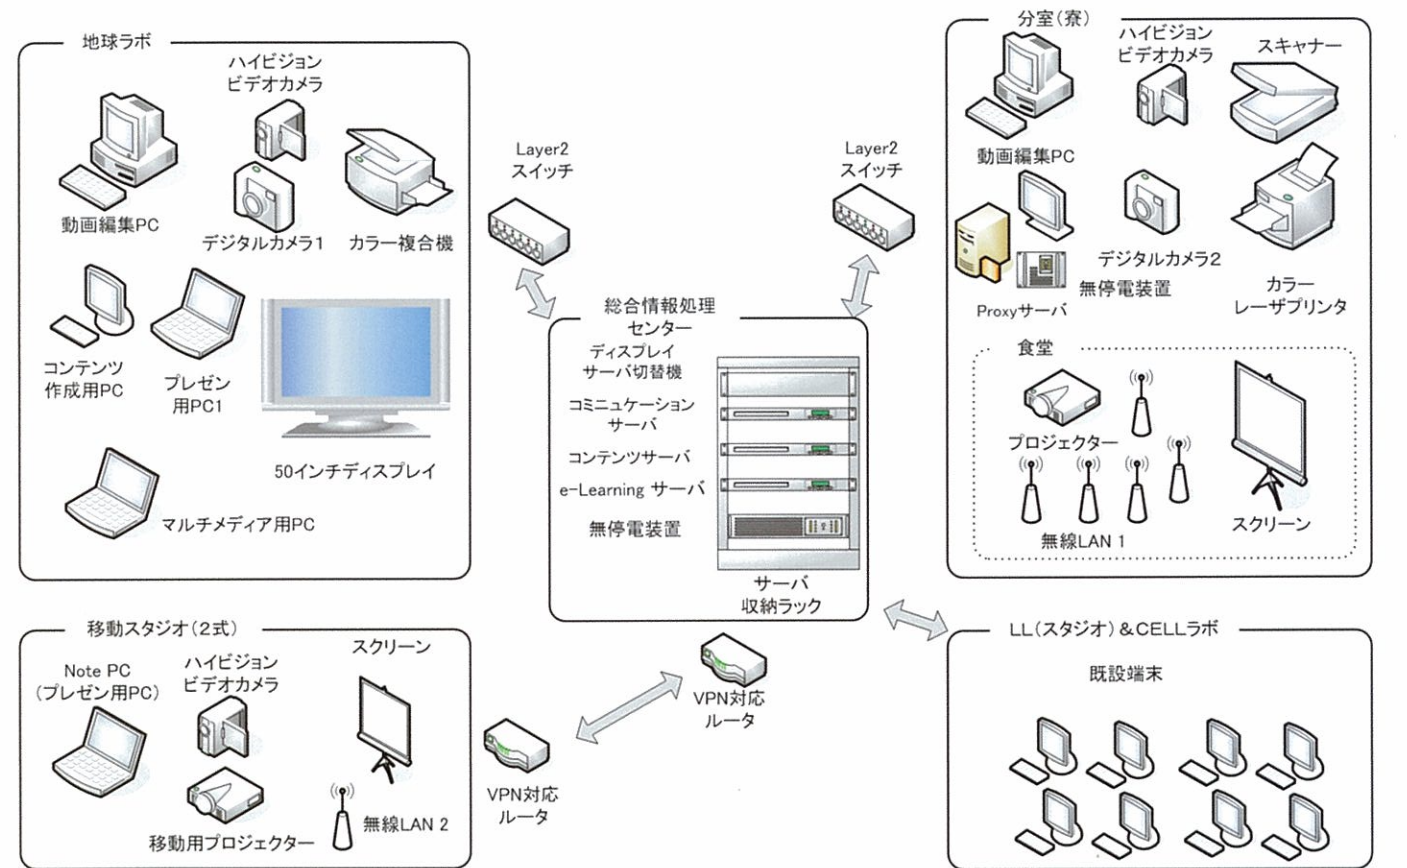 地球ラボ
ハイビジョン
ビデオカメラ
動画編集PC
デジタルカメラ1
カラー複合機
コンテンツ
作成用PC
プレゼン
用PC1
50インチディスプレイ
マルチメディア用PC
Layer2
スイッチ
Layer2
スイッチ
総合情報処理
センター
ディスプレイ
サーバ切替機
コミニュケーション
サーバ
コンテンツサーバ
e-Learning サーバ
無停電装置
サーバ
収納ラック
分室(寮)
ハイビジョン
ビデオカメラ
スキャナー
動画編集PC
デジタルカメラ2
無停電装置
Proxyサーバ
カラー
レーザプリンタ
食堂
プロジェクター
無線LAN 1
スクリーン
移動スタジオ(2式)
Note PC
(プレゼン用PC)
ハイビジョン
ビデオカメラ
スクリーン
移動用プロジェクター
無線LAN 2
VPN対応
ルータ
VPN対応
ルータ
LL(スタジオ)&CELLラボ
既設端末